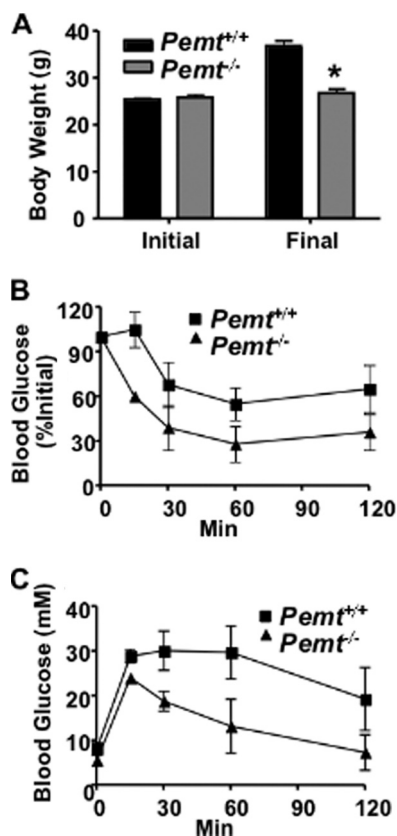 A
Body Weight (g)
40
30
20
10
0
Pemt+/+
Pemt-/-
*
Initial
Final
B
Blood Glucose
(%Initial)
120
90
60
30
0
Pemt+/+
Pemt-/-
0
30
60
90
120
Min
C
Blood Glucose (mM)
40
30
20
10
0
Pemt+/+
Pemt-/-
0
30
60
90
120
Min